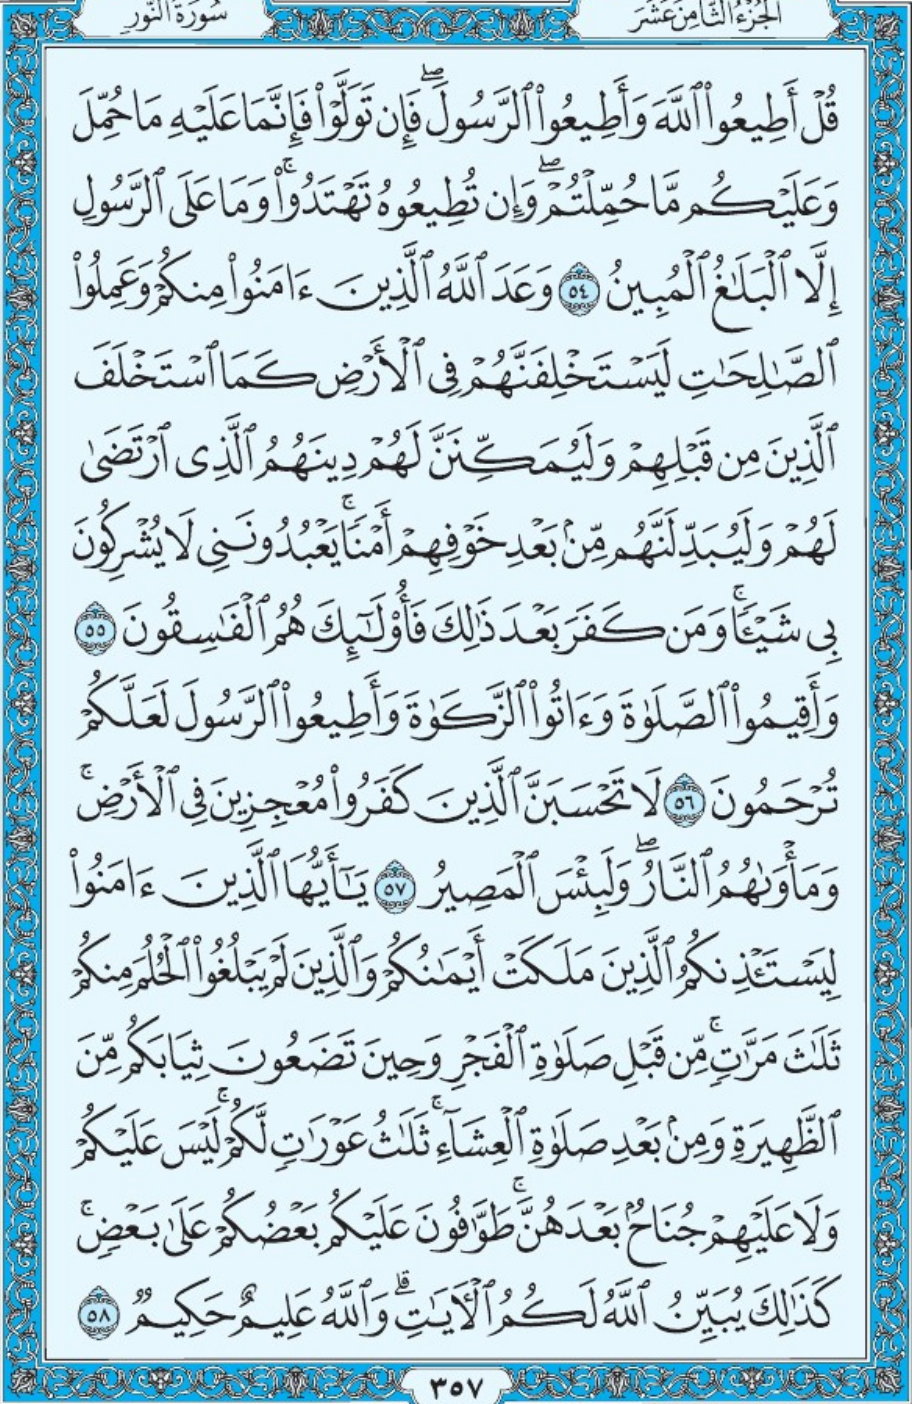 الجزء الثامن عشر
سورة النور
قُلْ أَطِيعُوا۟ ٱللَّهَ وَأَطِيعُوا۟ ٱلرَّسُولَ ۖ فَإِن تَوَلَّوْا۟ فَإِنَّمَا عَلَيْهِ مَا حُمِّلَ
وَعَلَيْكُم مَّا حُمِّلْتُمْ ۖ وَإِن تُطِيعُوهُ تَهْتَدُوا۟ ۚ وَمَا عَلَى ٱلرَّسُولِ
إِلَّا ٱلْبَلَـٰغُ ٱلْمُبِينُ ٥٤ وَعَدَ ٱللَّهُ ٱلَّذِينَ ءَامَنُوا۟ مِنكُمْ وَعَمِلُوا۟
ٱلصَّـٰلِحَـٰتِ لَيَسْتَخْلِفَنَّهُمْ فِى ٱلْأَرْضِ كَمَا ٱسْتَخْلَفَ
ٱلَّذِينَ مِن قَبْلِهِمْ وَلَيُمَكِّنَنَّ لَهُمْ دِينَهُمُ ٱلَّذِى ٱرْتَضَىٰ
لَهُمْ وَلَيُبَدِّلَنَّهُم مِّنۢ بَعْدِ خَوْفِهِمْ أَمْنًا ۚ يَعْبُدُونَنِى لَا يُشْرِكُونَ
بِى شَيْـًٔا ۚ وَمَن كَفَرَ بَعْدَ ذَٰلِكَ فَأُو۟لَـٰٓئِكَ هُمُ ٱلْفَـٰسِقُونَ ٥٥
وَأَقِيمُوا۟ ٱلصَّلَوٰةَ وَءَاتُوا۟ ٱلزَّكَوٰةَ وَأَطِيعُوا۟ ٱلرَّسُولَ لَعَلَّكُمْ
تُرْحَمُونَ ٥٦ لَا تَحْسَبَنَّ ٱلَّذِينَ كَفَرُوا۟ مُعْجِزِينَ فِى ٱلْأَرْضِ ۚ
وَمَأْوَىٰهُمُ ٱلنَّارُ ۖ وَلَبِئْسَ ٱلْمَصِيرُ ٥٧ يَـٰٓأَيُّهَا ٱلَّذِينَ ءَامَنُوا۟
لِيَسْتَـْٔذِنكُمُ ٱلَّذِينَ مَلَكَتْ أَيْمَـٰنُكُمْ وَٱلَّذِينَ لَمْ يَبْلُغُوا۟ ٱلْحُلُمَ مِنكُمْ
ثَلَـٰثَ مَرَّٰتٍ ۚ مِّن قَبْلِ صَلَوٰةِ ٱلْفَجْرِ وَحِينَ تَضَعُونَ ثِيَابَكُم مِّنَ
ٱلظَّهِيرَةِ وَمِنۢ بَعْدِ صَلَوٰةِ ٱلْعِشَآءِ ۚ ثَلَـٰثُ عَوْرَٰتٍ لَّكُمْ ۚ لَيْسَ عَلَيْكُمْ
وَلَا عَلَيْهِمْ جُنَاحٌۢ بَعْدَهُنَّ ۚ طَوَّٰفُونَ عَلَيْكُم بَعْضُكُمْ عَلَىٰ بَعْضٍ ۚ
كَذَٰلِكَ يُبَيِّنُ ٱللَّهُ لَكُمُ ٱلْـَٔايَـٰتِ ۗ وَٱللَّهُ عَلِيمٌ حَكِيمٌ ٥٨
٣٥٧